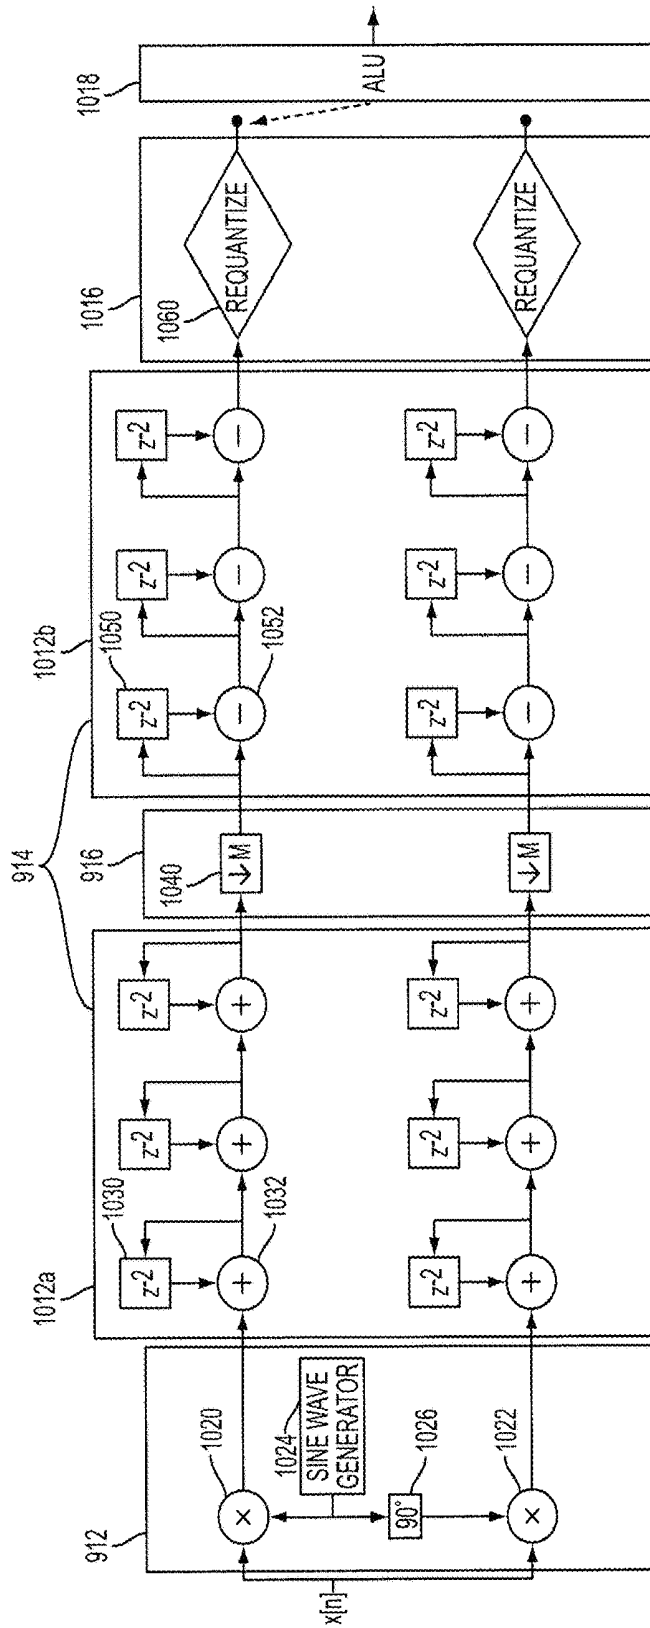 912
x[n]
1020
×
1024
SINE WAVE
GENERATOR
90°
1026
×
1022
1012a
914
z-2
1030
z-2
z-2
+
1032
+
+
z-2
z-2
z-2
+
+
+
916
1040
↓M
↓M
1012b
z-2
1050
z-2
z-2
−
1052
−
−
z-2
z-2
z-2
−
−
−
1016
1060
REQUANTIZE
REQUANTIZE
1018
ALU